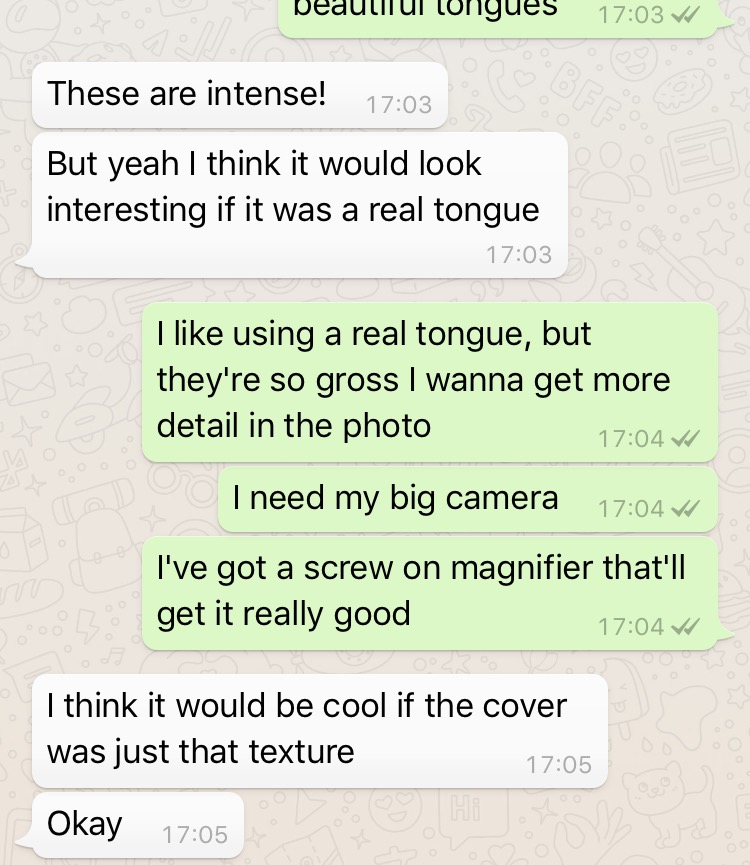 beautiful tongues 17:03
These are intense! 17:03
But yeah I think it would look
interesting if it was a real tongue
17:03
I like using a real tongue, but
they're so gross I wanna get more
detail in the photo 17:04
I need my big camera 17:04
I've got a screw on magnifier that'll
get it really good 17:04
I think it would be cool if the cover
was just that texture 17:05
Okay 17:05